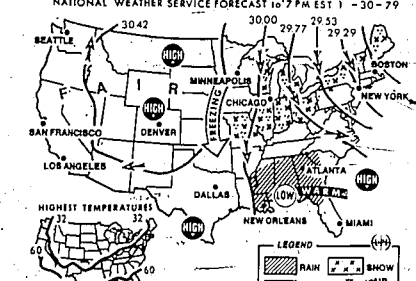 NATIONAL WEATHER SERVICE FORECAST to 7 PM EST 1 - 30 - 79
30.42
30.00
29.77
29.53
29.29
SEATTLE
HIGH
MINNEAPOLIS
BOSTON
NEW YORK
F A I R
HIGH
FREEZING
CHICAGO
SAN FRANCISCO
DENVER
LOS ANGELES
ATLANTA
WARM
HIGH
DALLAS
LOW
HIGH
NEW ORLEANS
MIAMI
HIGHEST TEMPERATURES
32
32
60
60
LEGEND
RAIN
SNOW